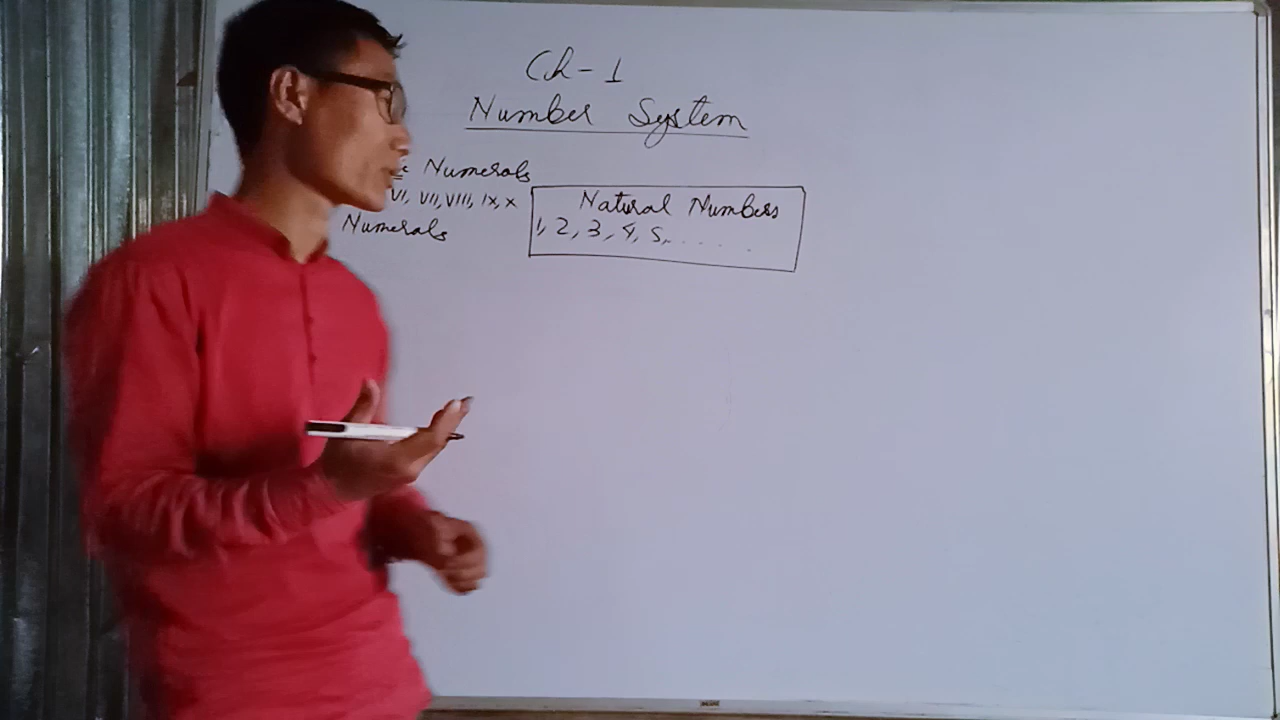 Ch-1
Number System
Numerals
VI, VII, VIII, IX, X
Numerals
Natural Numbers
1, 2, 3, 4, 5, . . . . .